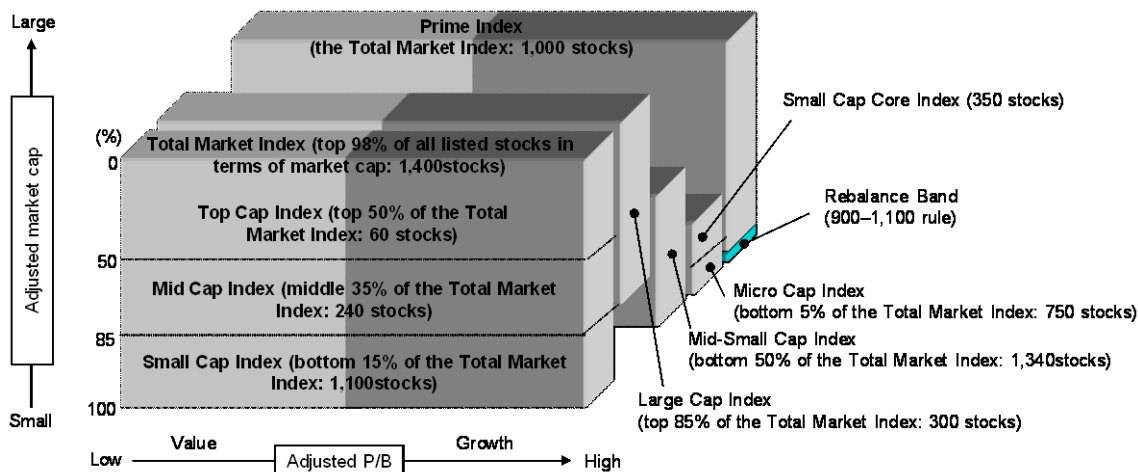 Large
Adjusted market cap
Small
Prime Index
(the Total Market Index: 1,000 stocks)
Small Cap Core Index (350 stocks)
(%)
0
50
85
100
Total Market Index (top 98% of all listed stocks in
terms of market cap: 1,400stocks)
Top Cap Index (top 50% of the Total
Market Index: 60 stocks)
Mid Cap Index (middle 35% of the Total Market
Index: 240 stocks)
Small Cap Index (bottom 15% of the Total Market
Index: 1,100stocks)
Rebalance Band
(900–1,100 rule)
Micro Cap Index
(bottom 5% of the Total Market Index: 750 stocks)
Mid-Small Cap Index
(bottom 50% of the Total Market Index: 1,340stocks)
Large Cap Index
(top 85% of the Total Market Index: 300 stocks)
Value
Growth
Low
Adjusted P/B
High